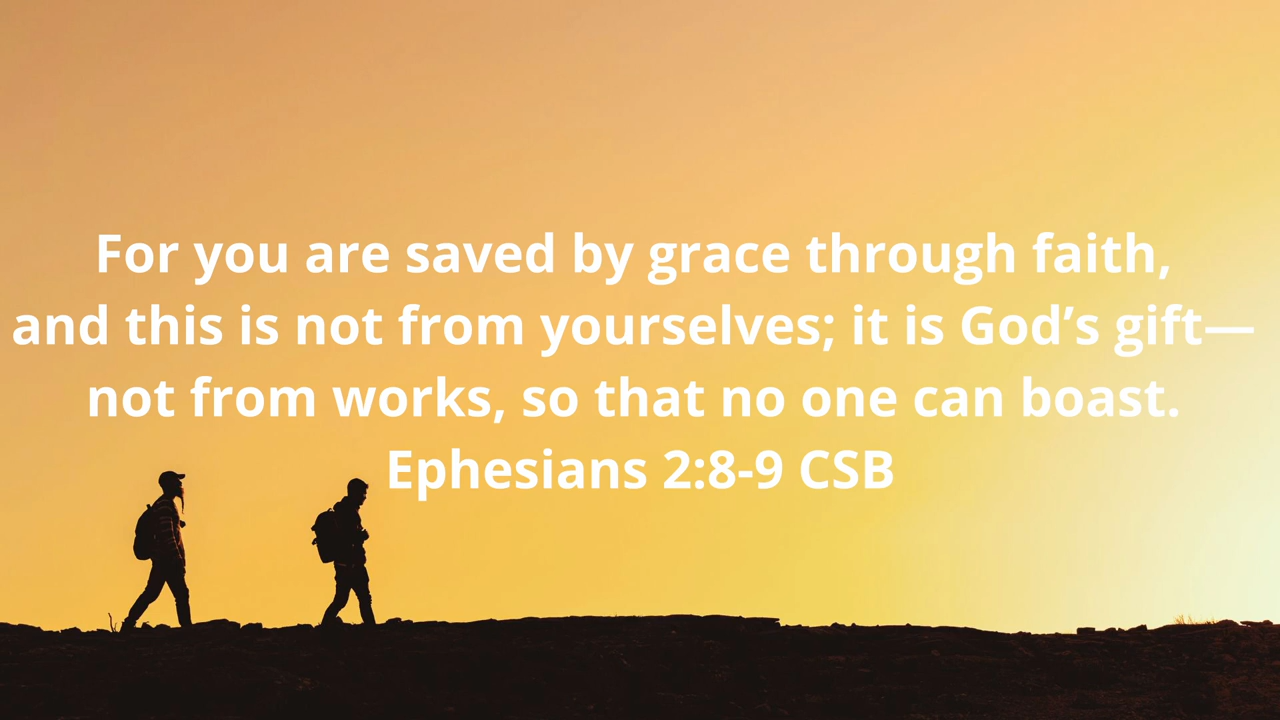 For you are saved by grace through faith,
and this is not from yourselves; it is God’s gift—
not from works, so that no one can boast.
Ephesians 2:8-9 CSB